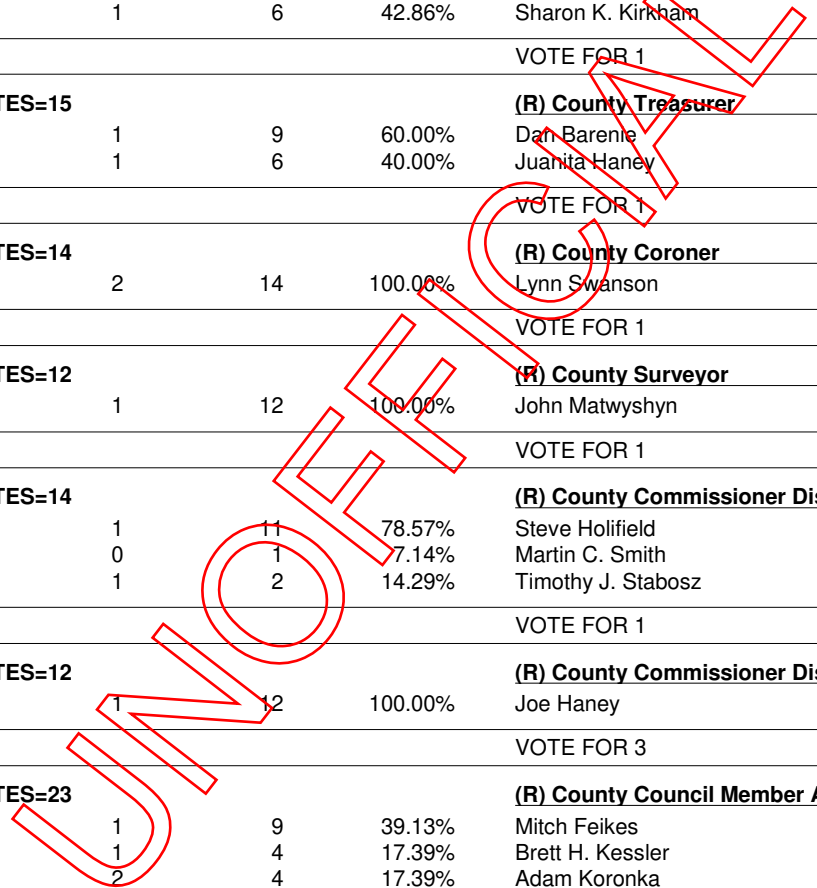 1 6 42.86% Sharon K. Kirkham
VOTE FOR 1
TES=15 (R) County Treasurer
1 9 60.00% Dan Barenie
1 6 40.00% Juanita Haney
VOTE FOR 1
TES=14 (R) County Coroner
2 14 100.00% Lynn Swanson
VOTE FOR 1
TES=12 (R) County Surveyor
1 12 100.00% John Matwyshyn
VOTE FOR 1
TES=14 (R) County Commissioner Dis
1 11 78.57% Steve Holifield
0 1 7.14% Martin C. Smith
1 2 14.29% Timothy J. Stabosz
VOTE FOR 1
TES=12 (R) County Commissioner Dis
1 12 100.00% Joe Haney
VOTE FOR 3
TES=23 (R) County Council Member A
1 9 39.13% Mitch Feikes
1 4 17.39% Brett H. Kessler
2 4 17.39% Adam Koronka
UNOFFICIAL